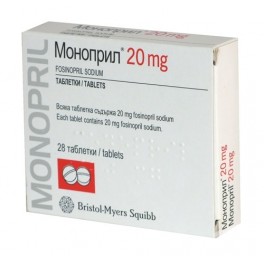 MONOPRIL
Моноприл® 20 mg
FOSINOPRIL SODIUM
ТАБЛЕТКИ / TABLETS
Всяка таблетка съдържа 20 mg fosinopril sodium
Each tablet contains 20 mg fosinopril sodium
28 таблетки / tablets
Bristol-Myers Squibb
Моноприл® 20 mg
Monopril® 20 mg